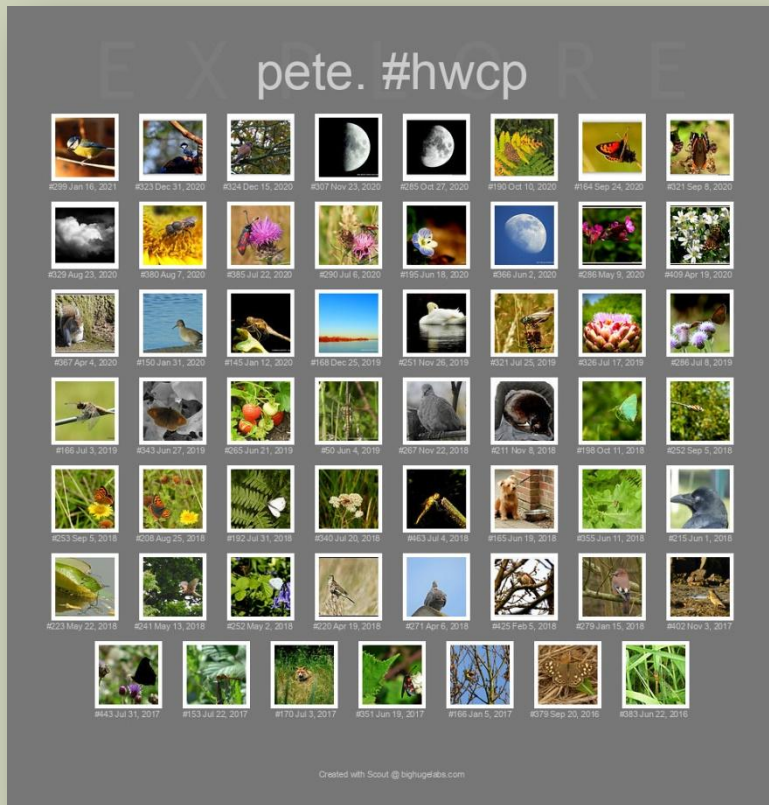 EXPLORE
pete. #hwcp
#299 Jan 16, 2021 #323 Dec 31, 2020 #324 Dec 15, 2020 #307 Nov 23, 2020 #285 Oct 27, 2020 #190 Oct 10, 2020 #164 Sep 24, 2020 #321 Sep 8, 2020
#329 Aug 23, 2020 #380 Aug 7, 2020 #385 Jul 22, 2020 #290 Jul 6, 2020 #195 Jun 18, 2020 #366 Jun 2, 2020 #286 May 9, 2020 #409 Apr 19, 2020
#367 Apr 4, 2020 #150 Jan 31, 2020 #145 Jan 12, 2020 #168 Dec 25, 2019 #251 Nov 26, 2019 #321 Jul 25, 2019 #326 Jul 17, 2019 #286 Jul 8, 2019
#166 Jul 3, 2019 #343 Jun 27, 2019 #265 Jun 21, 2019 #50 Jun 4, 2019 #267 Nov 22, 2018 #211 Nov 8, 2018 #198 Oct 11, 2018 #252 Sep 5, 2018
#253 Sep 5, 2018 #208 Aug 25, 2018 #192 Jul 31, 2018 #340 Jul 20, 2018 #463 Jul 4, 2018 #165 Jun 19, 2018 #355 Jun 11, 2018 #215 Jun 1, 2018
#223 May 22, 2018 #241 May 13, 2018 #252 May 2, 2018 #220 Apr 19, 2018 #271 Apr 6, 2018 #425 Feb 5, 2018 #279 Jan 15, 2018 #402 Nov 3, 2017
#443 Jul 31, 2017 #153 Jul 22, 2017 #170 Jul 3, 2017 #351 Jun 19, 2017 #166 Jan 5, 2017 #379 Sep 20, 2016 #383 Jun 22, 2016
Created with Scout @ bighugelabs.com